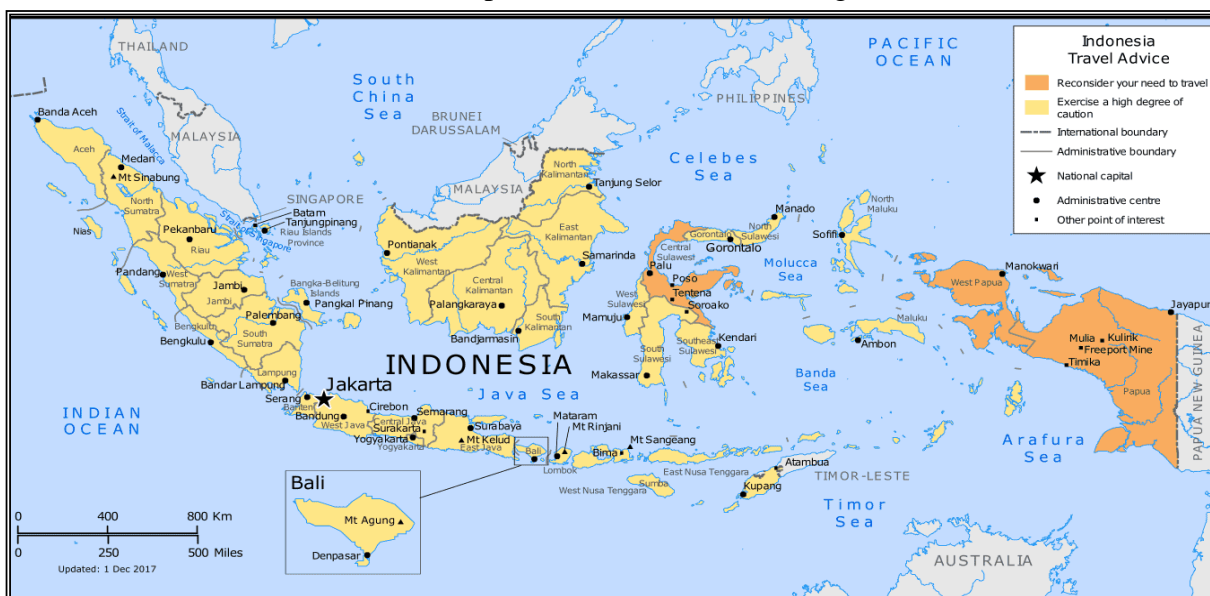 THAILAND
South
China
Sea
PACIFIC
OCEAN
PHILIPPINES
Indonesia
Travel Advice
Reconsider your need to travel
Exercise a high degree of
caution
International boundary
Administrative boundary
National capital
Administrative centre
Other point of interest
Banda Aceh
Strait of Malacca
MALAYSIA
BRUNEI
DARUSSALAM
Celebes
Sea
Aceh
Medan
Mt Sinabung
North
Sumatra
Nias
SINGAPORE
Batam
Tanjungpinang
Riau Islands
Province
Strait of Singapore
MALAYSIA
North
Kalimantan
Tanjung Selor
Manado
North
Maluku
Pekanbaru
Riau
Pontianak
East
Kalimantan
Gorontalo
North
Sulawesi
Gorontalo
Sofifi
Pandang
West
Sumatra
Jambi
Jambi
Bangka-Belitung
Islands
Pangkal Pinang
West
Kalimantan
Central
Kalimantan
Samarinda
Central
Sulawesi
Palu
Poso
Tentena
Soroako
Molucca
Sea
Manokwari
West Papua
Palembang
South
Sumatra
Bengkulu
Bengkulu
Palangkaraya
South
Kalimantan
Bandjarmasin
West
Sulawesi
Mamuju
South
Sulawesi
Southeast
Sulawesi
Kendari
Makassar
Maluku
Ambon
Banda
Sea
Jayapura
Mulia
Kulirik
Freeport Mine
Timika
Papua
PAPUA NEW GUINEA
Lampung
Bandar Lampung
INDONESIA
Jakarta
Java Sea
Serang
Banten
Bandung
West Java
Cirebon
Central Java
Semarang
Surakarta
Yogyakarta
Yogyakarta
Surabaya
Mt Kelud
East Java
Mataram
Mt Rinjani
Mt Sangeang
Bali
Lombok
Bima
West Nusa Tenggara
East Nusa Tenggara
Sumba
Atambua
TIMOR-LESTE
Kupang
Arafura
Sea
Timor
Sea
INDIAN
OCEAN
Bali
Mt Agung
Denpasar
0 400 800 Km
0 250 500 Miles
Updated: 1 Dec 2017
AUSTRALIA